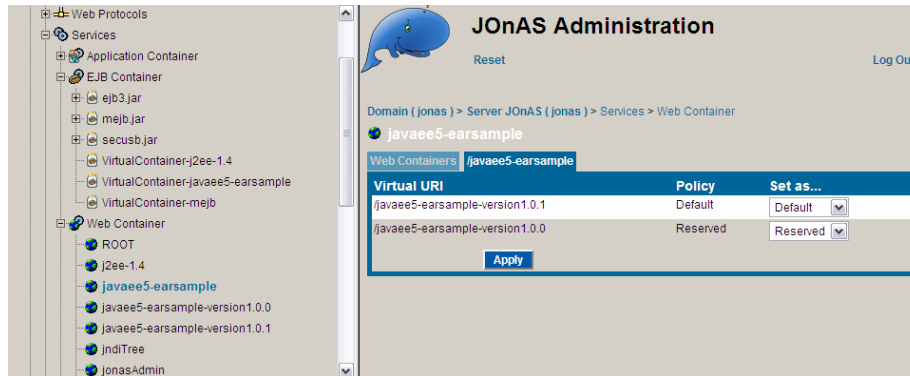 Web Protocols
Services
Application Container
EJB Container
ejb3.jar
mejb.jar
secusb.jar
VirtualContainer-j2ee-1.4
VirtualContainer-javaee5-earsample
VirtualContainer-mejb
Web Container
ROOT
j2ee-1.4
javaee5-earsample
javaee5-earsample-version1.0.0
javaee5-earsample-version1.0.1
jndiTree
jonasAdmin
JOnAS Administration
Reset
Log Ou
Domain ( jonas ) > Server JOnAS ( jonas ) > Services > Web Container
javaee5-earsample
Web Containers /javaee5-earsample
Virtual URI Policy Set as...
/javaee5-earsample-version1.0.1 Default Default
/javaee5-earsample-version1.0.0 Reserved Reserved
Apply